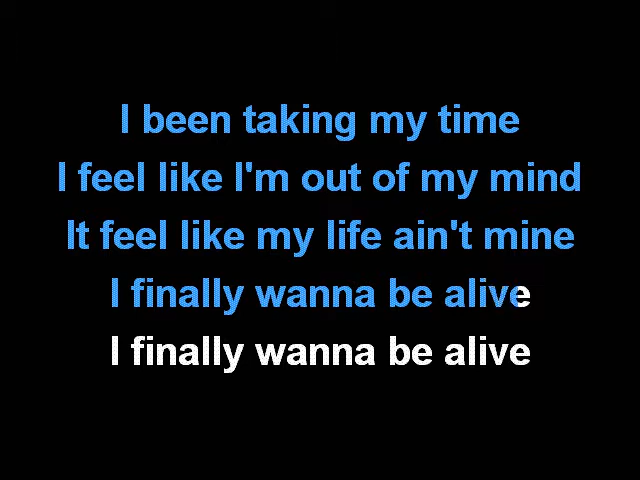 I been taking my time
I feel like I'm out of my mind
It feel like my life ain't mine
I finally wanna be alive
I finally wanna be alive